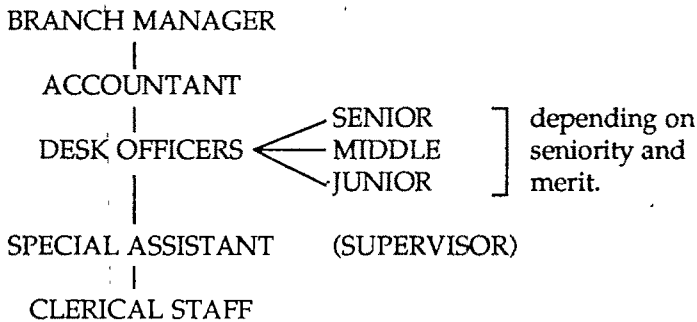 BRANCH MANAGER
ACCOUNTANT
SENIOR depending on
DESK OFFICERS MIDDLE seniority and
JUNIOR merit.
SPECIAL ASSISTANT (SUPERVISOR)
CLERICAL STAFF